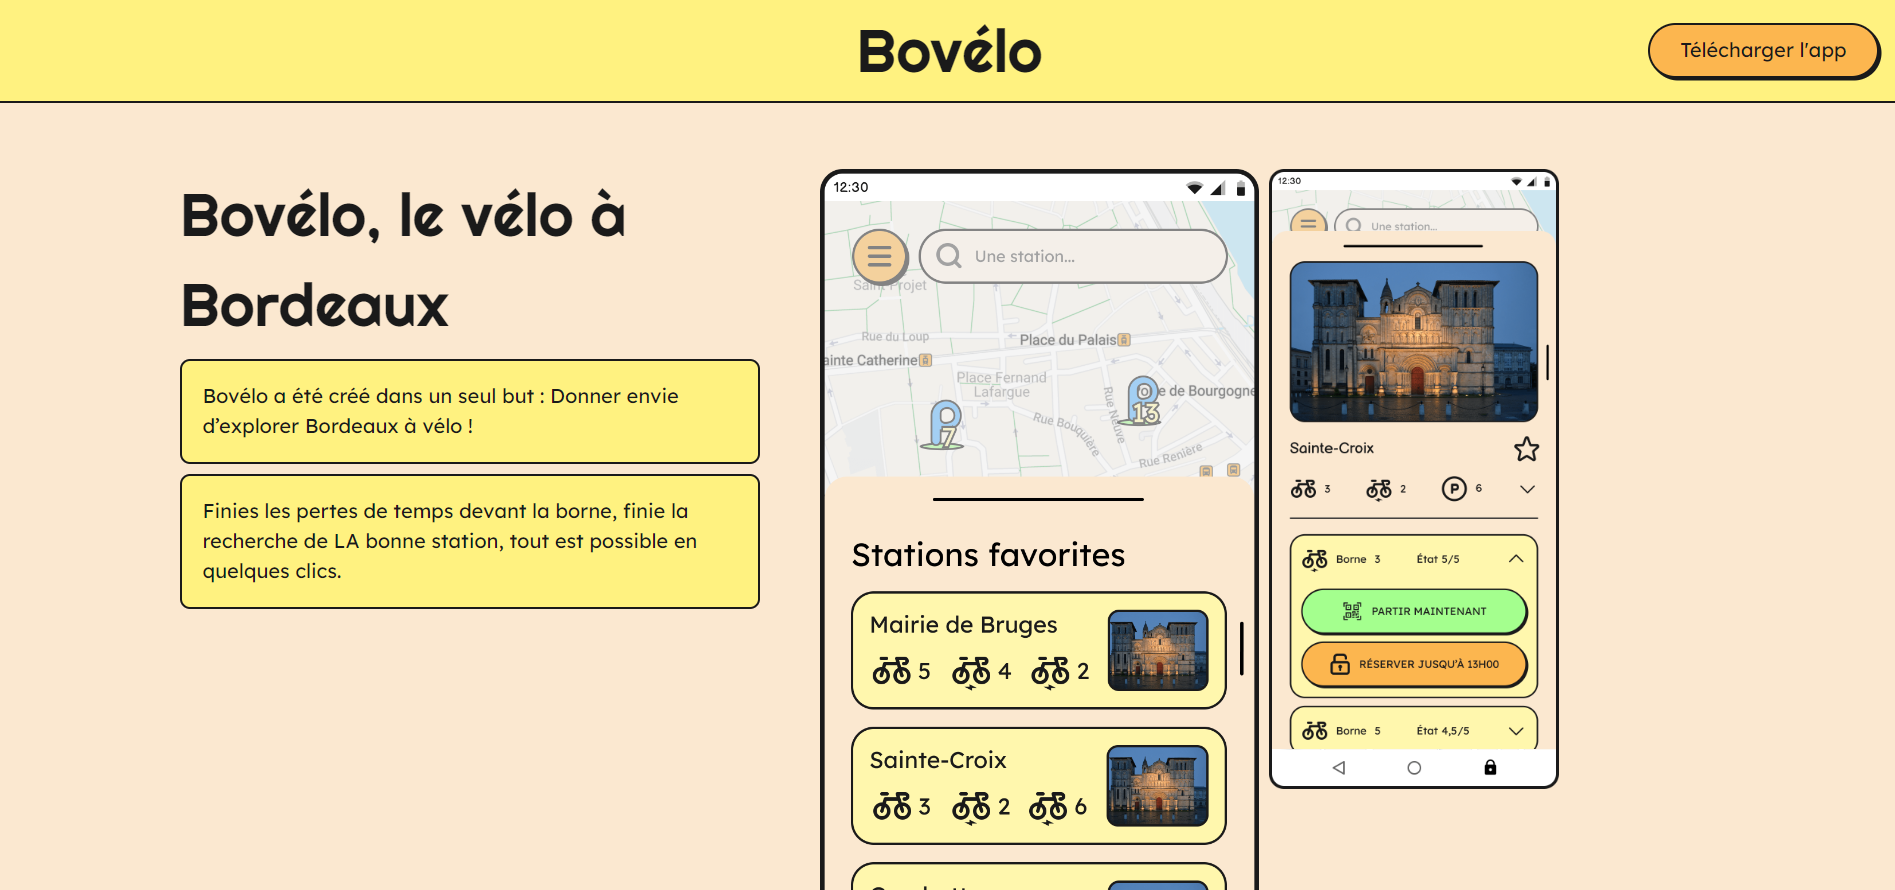 Bovélo
Télécharger l'app
Bovélo, le vélo à
Bordeaux
Bovélo a été créé dans un seul but : Donner envie
d’explorer Bordeaux à vélo !
Finies les pertes de temps devant la borne, finie la
recherche de LA bonne station, tout est possible en
quelques clics.
12:30
Une station...
Saint Projet
Rue du Loup
Place du Palais
ainte Catherine
Place Fernand
Lafargue
e de Bourgogne
Rue Neuve
P
13
P
7
Rue Bouquière
Rue Renière
Stations favorites
Mairie de Bruges
5 4 2
Sainte-Croix
3 2 6
12:30
Une station...
Sainte-Croix
3 2 P 6
Borne 3 État 5/5
PARTIR MAINTENANT
RÉSERVER JUSQU'À 13H00
Borne 5 État 4,5/5